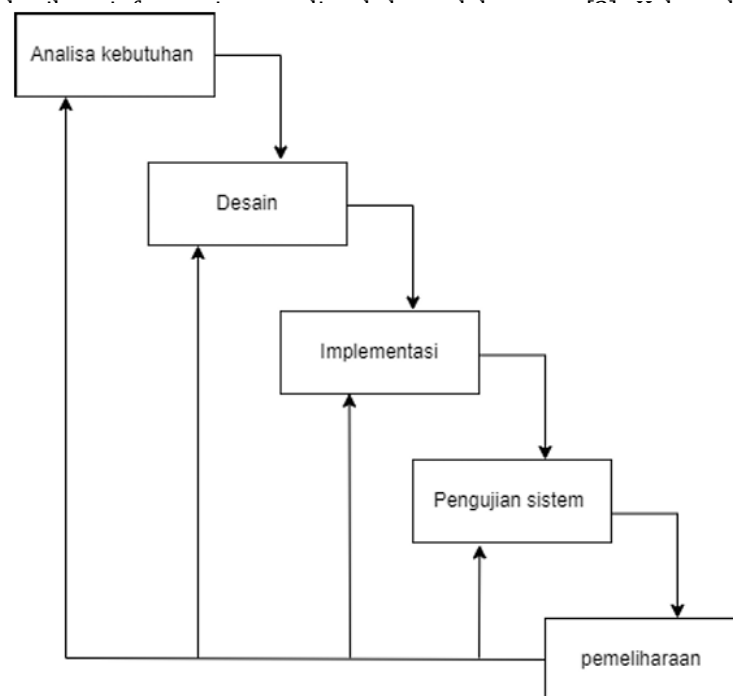 Analisa kebutuhan
Desain
Implementasi
Pengujian sistem
pemeliharaan